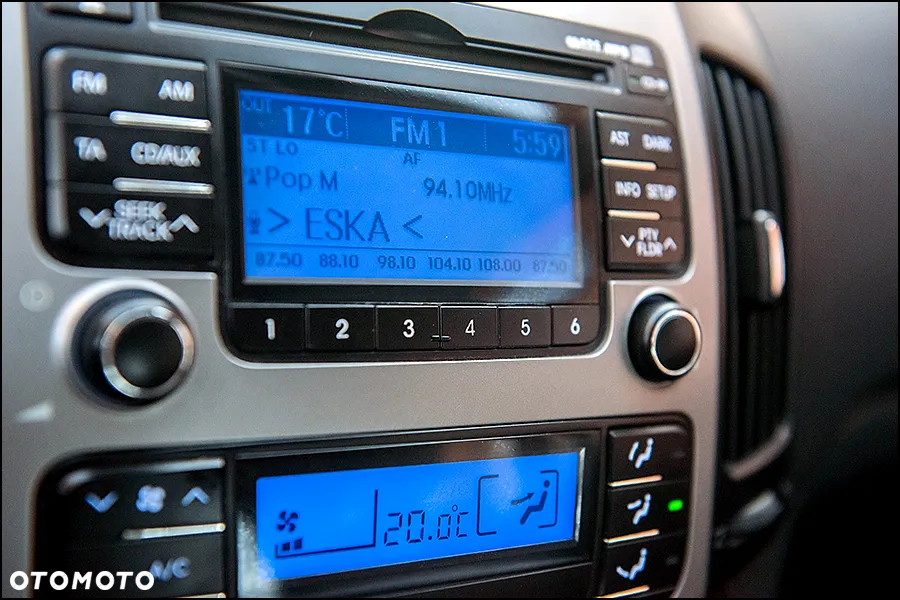 FM AM
TA CD/AUX
SEEK
TRACK
OUT 17°C FM 1 5:59
ST LO AF
Pop M 94.10MHz
> ESKA <
87.50 88.10 98.10 104.10 108.00 87.50
1 2 3 4 5 6
AST DARK
INFO SETUP
PTY
FLDR
20.0°C
A/C
OTOMOTO